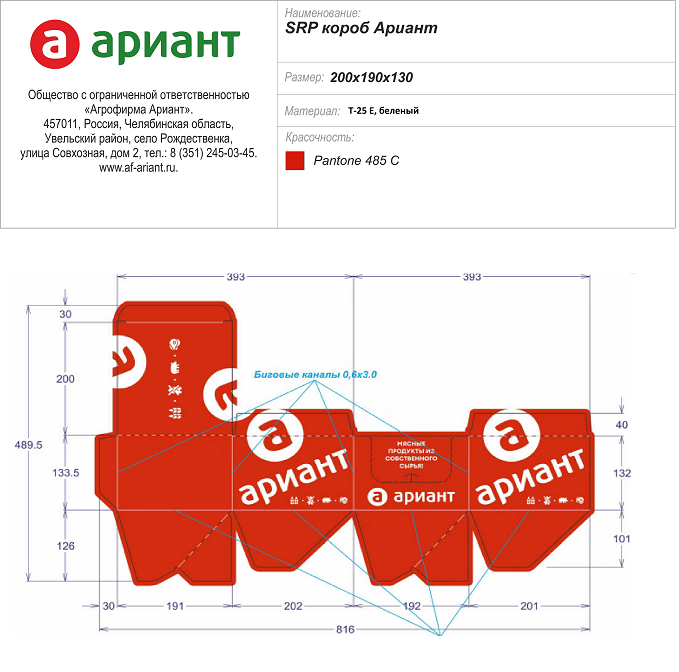 а ариант
Общество с ограниченной ответственностью
«Агрофирма Ариант».
457011, Россия, Челябинская область,
Увельский район, село Рождественка,
улица Совхозная, дом 2, тел.: 8 (351) 245-03-45.
www.af-ariant.ru.
Наименование:
SRP короб Ариант
Размер: 200х190х130
Материал: Т-25 Е, беленый
Красочность:
Pantone 485 C
393
393
30
Биговые каналы 0,6х3.0
200
40
489.5
133.5
132
126
101
а
а
а
ариант
МЯСНЫЕ
ПРОДУКТЫ ИЗ
СОБСТВЕННОГО
СЫРЬЯ!
а ариант
а
ариант
30
191
202
192
201
816